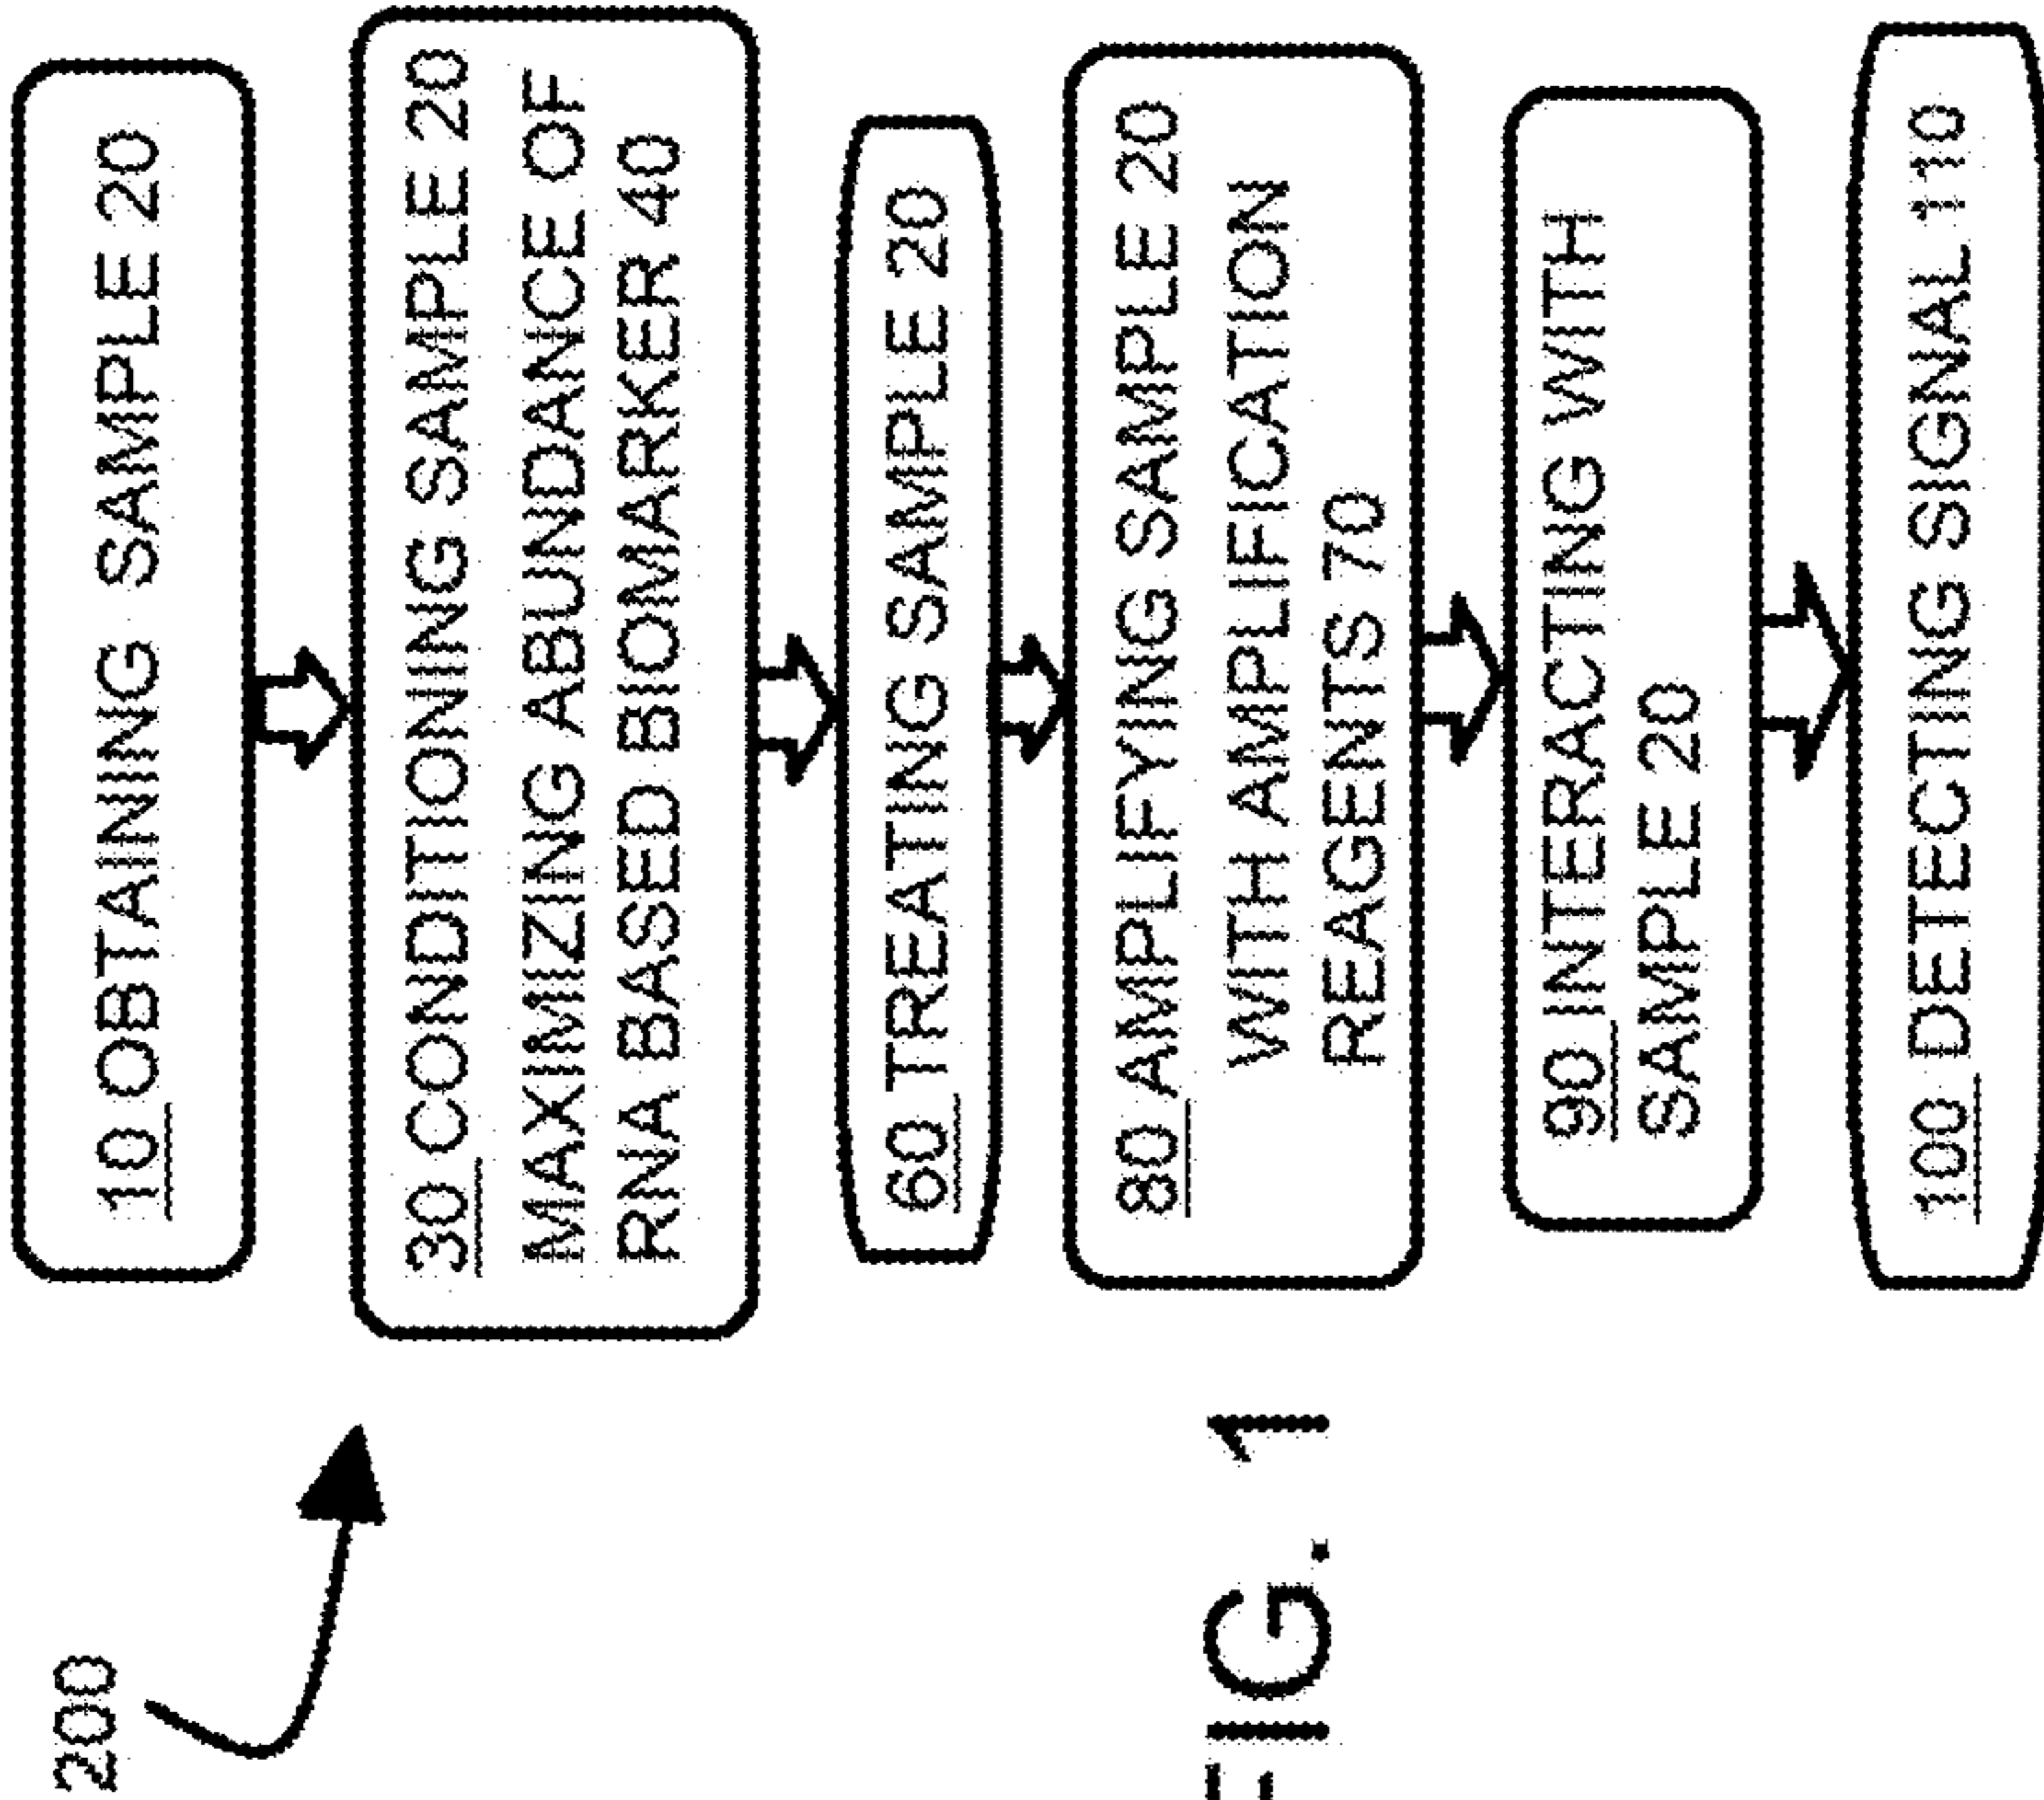 200
10 OBTAINING SAMPLE 20
30 CONDITIONING SAMPLE 20
MAXIMIZING ABUNDANCE OF
RNA BASED BIOMARKER 40
60 TREATING SAMPLE 20
80 AMPLIFYING SAMPLE 20
WITH AMPLIFICATION
REAGENTS 70
90 INTERACTING WITH
SAMPLE 20
100 DETECTING SIGNAL 110
FIG. 1